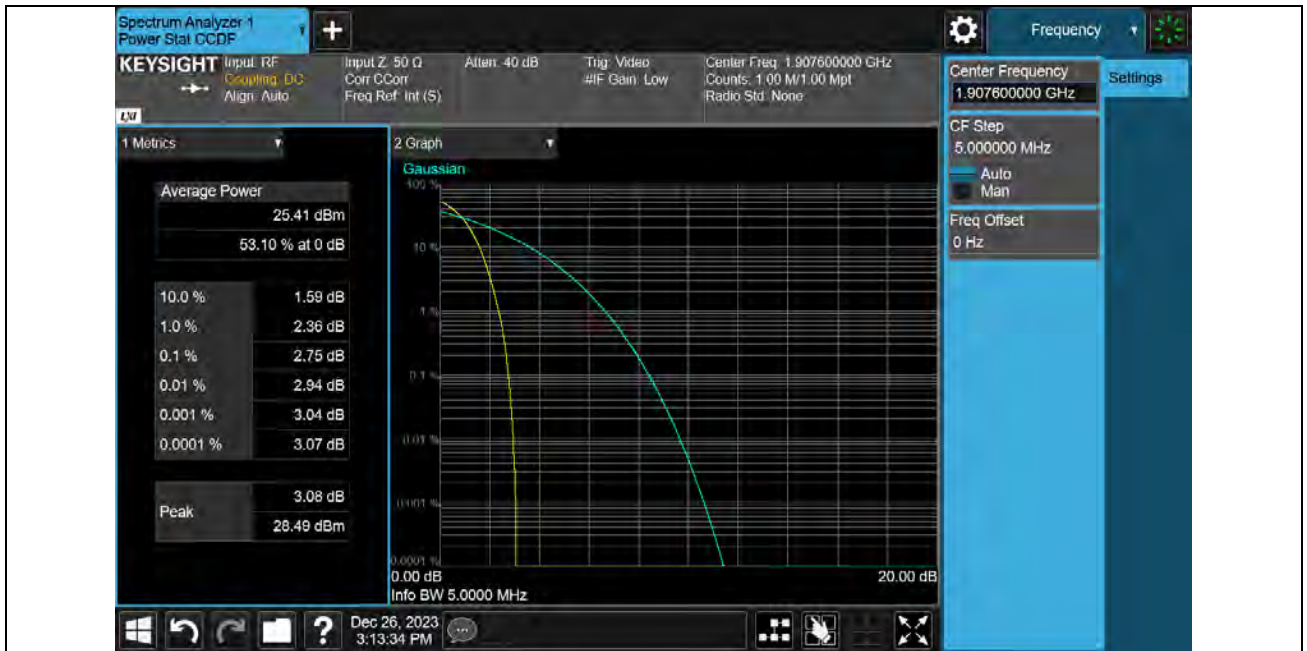 Spectrum Analyzer 1
Power Stat CCDF
+
Frequency
KEYSIGHT
Input: RF
Coupling: DC
Align: Auto
Input Z: 50 Ω
Corr CCorr
Freq Ref: Int (S)
Atten: 40 dB
Trig: Video
#IF Gain: Low
Center Freq: 1.907600000 GHz
Counts: 1.00 M/1.00 Mpt
Radio Std: None
LXI
Center Frequency
1.907600000 GHz
Settings
CF Step
5.000000 MHz
Auto
Man
Freq Offset
0 Hz
1 Metrics
Average Power
25.41 dBm
53.10 % at 0 dB
10.0 % 1.59 dB
1.0 % 2.36 dB
0.1 % 2.75 dB
0.01 % 2.94 dB
0.001 % 3.04 dB
0.0001 % 3.07 dB
Peak
3.08 dB
28.49 dBm
2 Graph
Gaussian
100 %
10 %
1 %
0.1 %
0.01 %
0.001 %
0.0001 %
0.00 dB
20.00 dB
Info BW 5.0000 MHz
?
Dec 26, 2023
3:13:34 PM